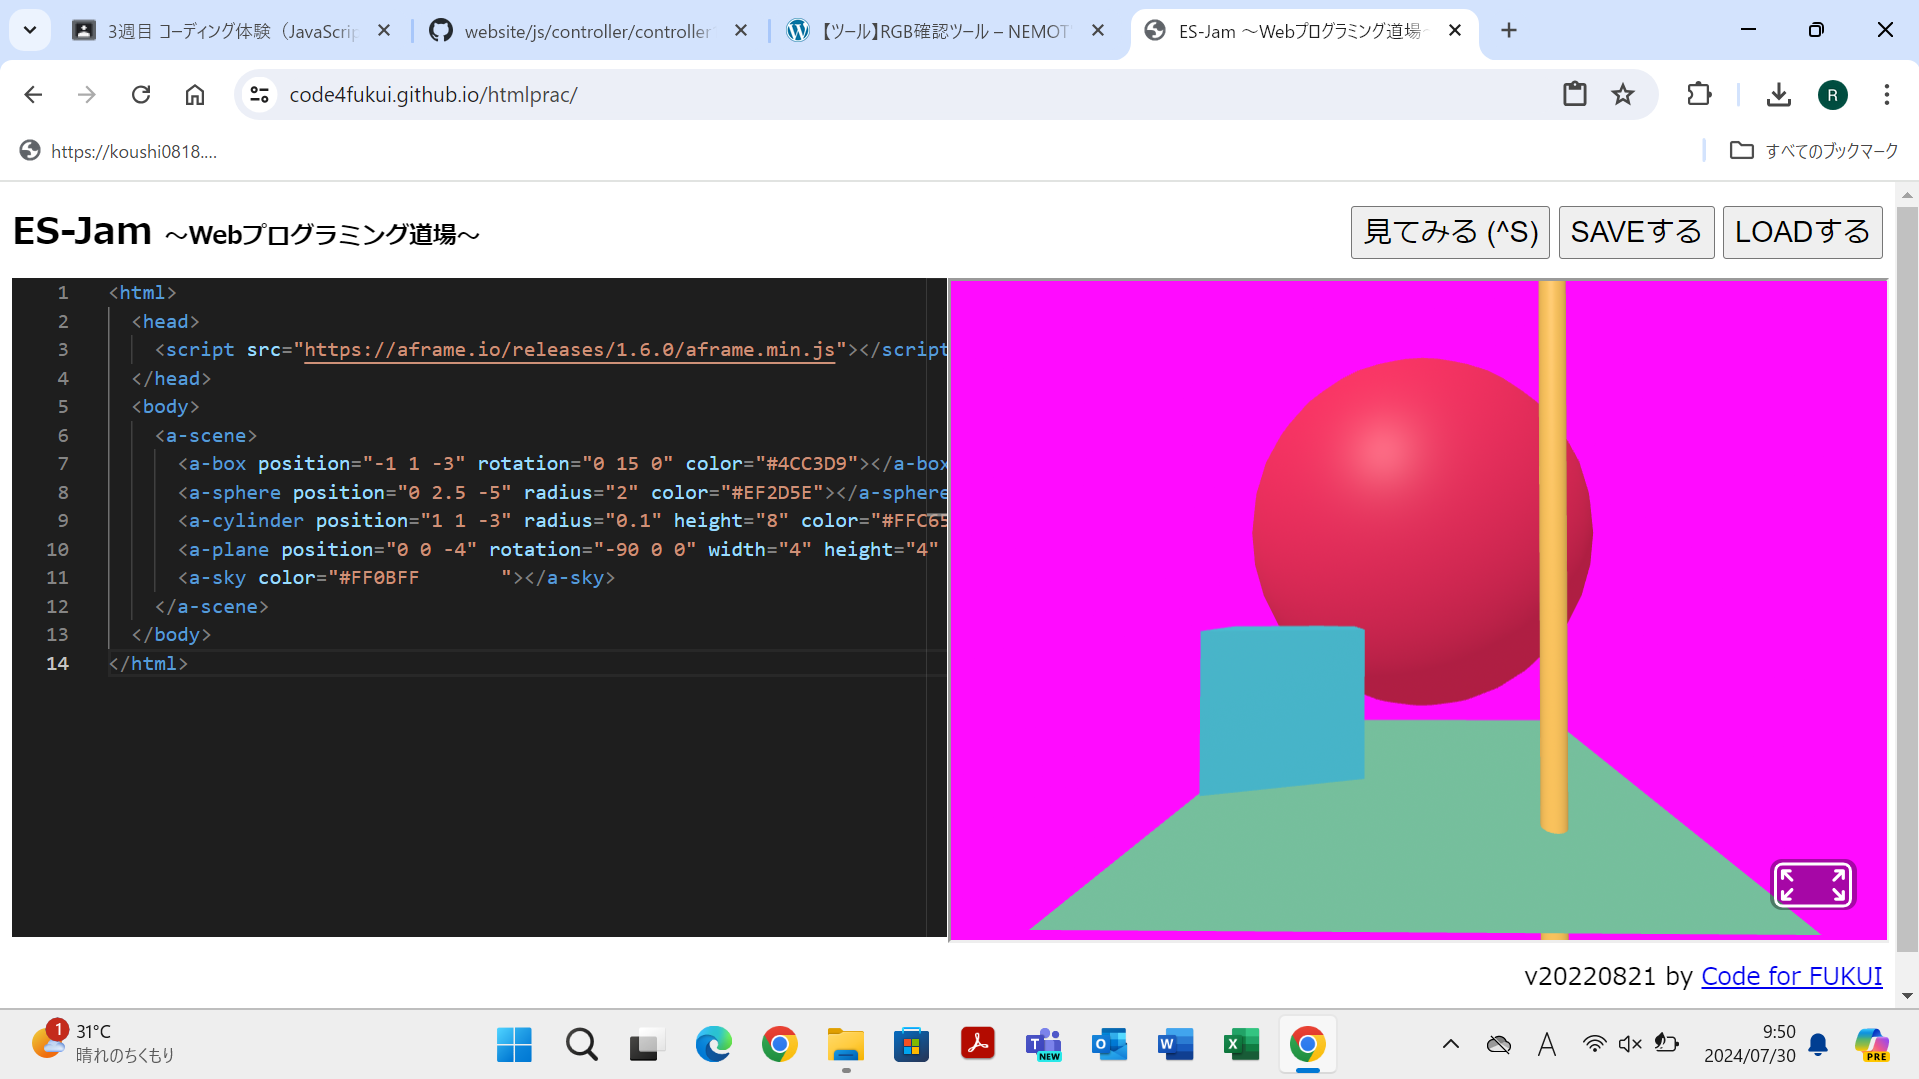 3週目 コーディング体験（JavaScrip
website/js/controller/controller
【ツール】RGB確認ツール – NEMOT
ES-Jam ～Webプログラミング道場～
code4fukui.github.io/htmlprac/
R
https://koushi0818....
すべてのブックマーク
ES-Jam ～Webプログラミング道場～
見てみる (^S)
SAVEする
LOADする
1 <html>
2 <head>
3 <script src="https://aframe.io/releases/1.6.0/aframe.min.js"></script
4 </head>
5 <body>
6 <a-scene>
7 <a-box position="-1 1 -3" rotation="0 15 0" color="#4CC3D9"></a-box
8 <a-sphere position="0 2.5 -5" radius="2" color="#EF2D5E"></a-sphere
9 <a-cylinder position="1 1 -3" radius="0.1" height="8" color="#FFC65
10 <a-plane position="0 0 -4" rotation="-90 0 0" width="4" height="4"
11 <a-sky color="#FF0BFF       "></a-sky>
12 </a-scene>
13 </body>
14 </html>
v20220821 by Code for FUKUI
1
31°C
晴れのちくもり
NEW
A
9:50
2024/07/30
PRE